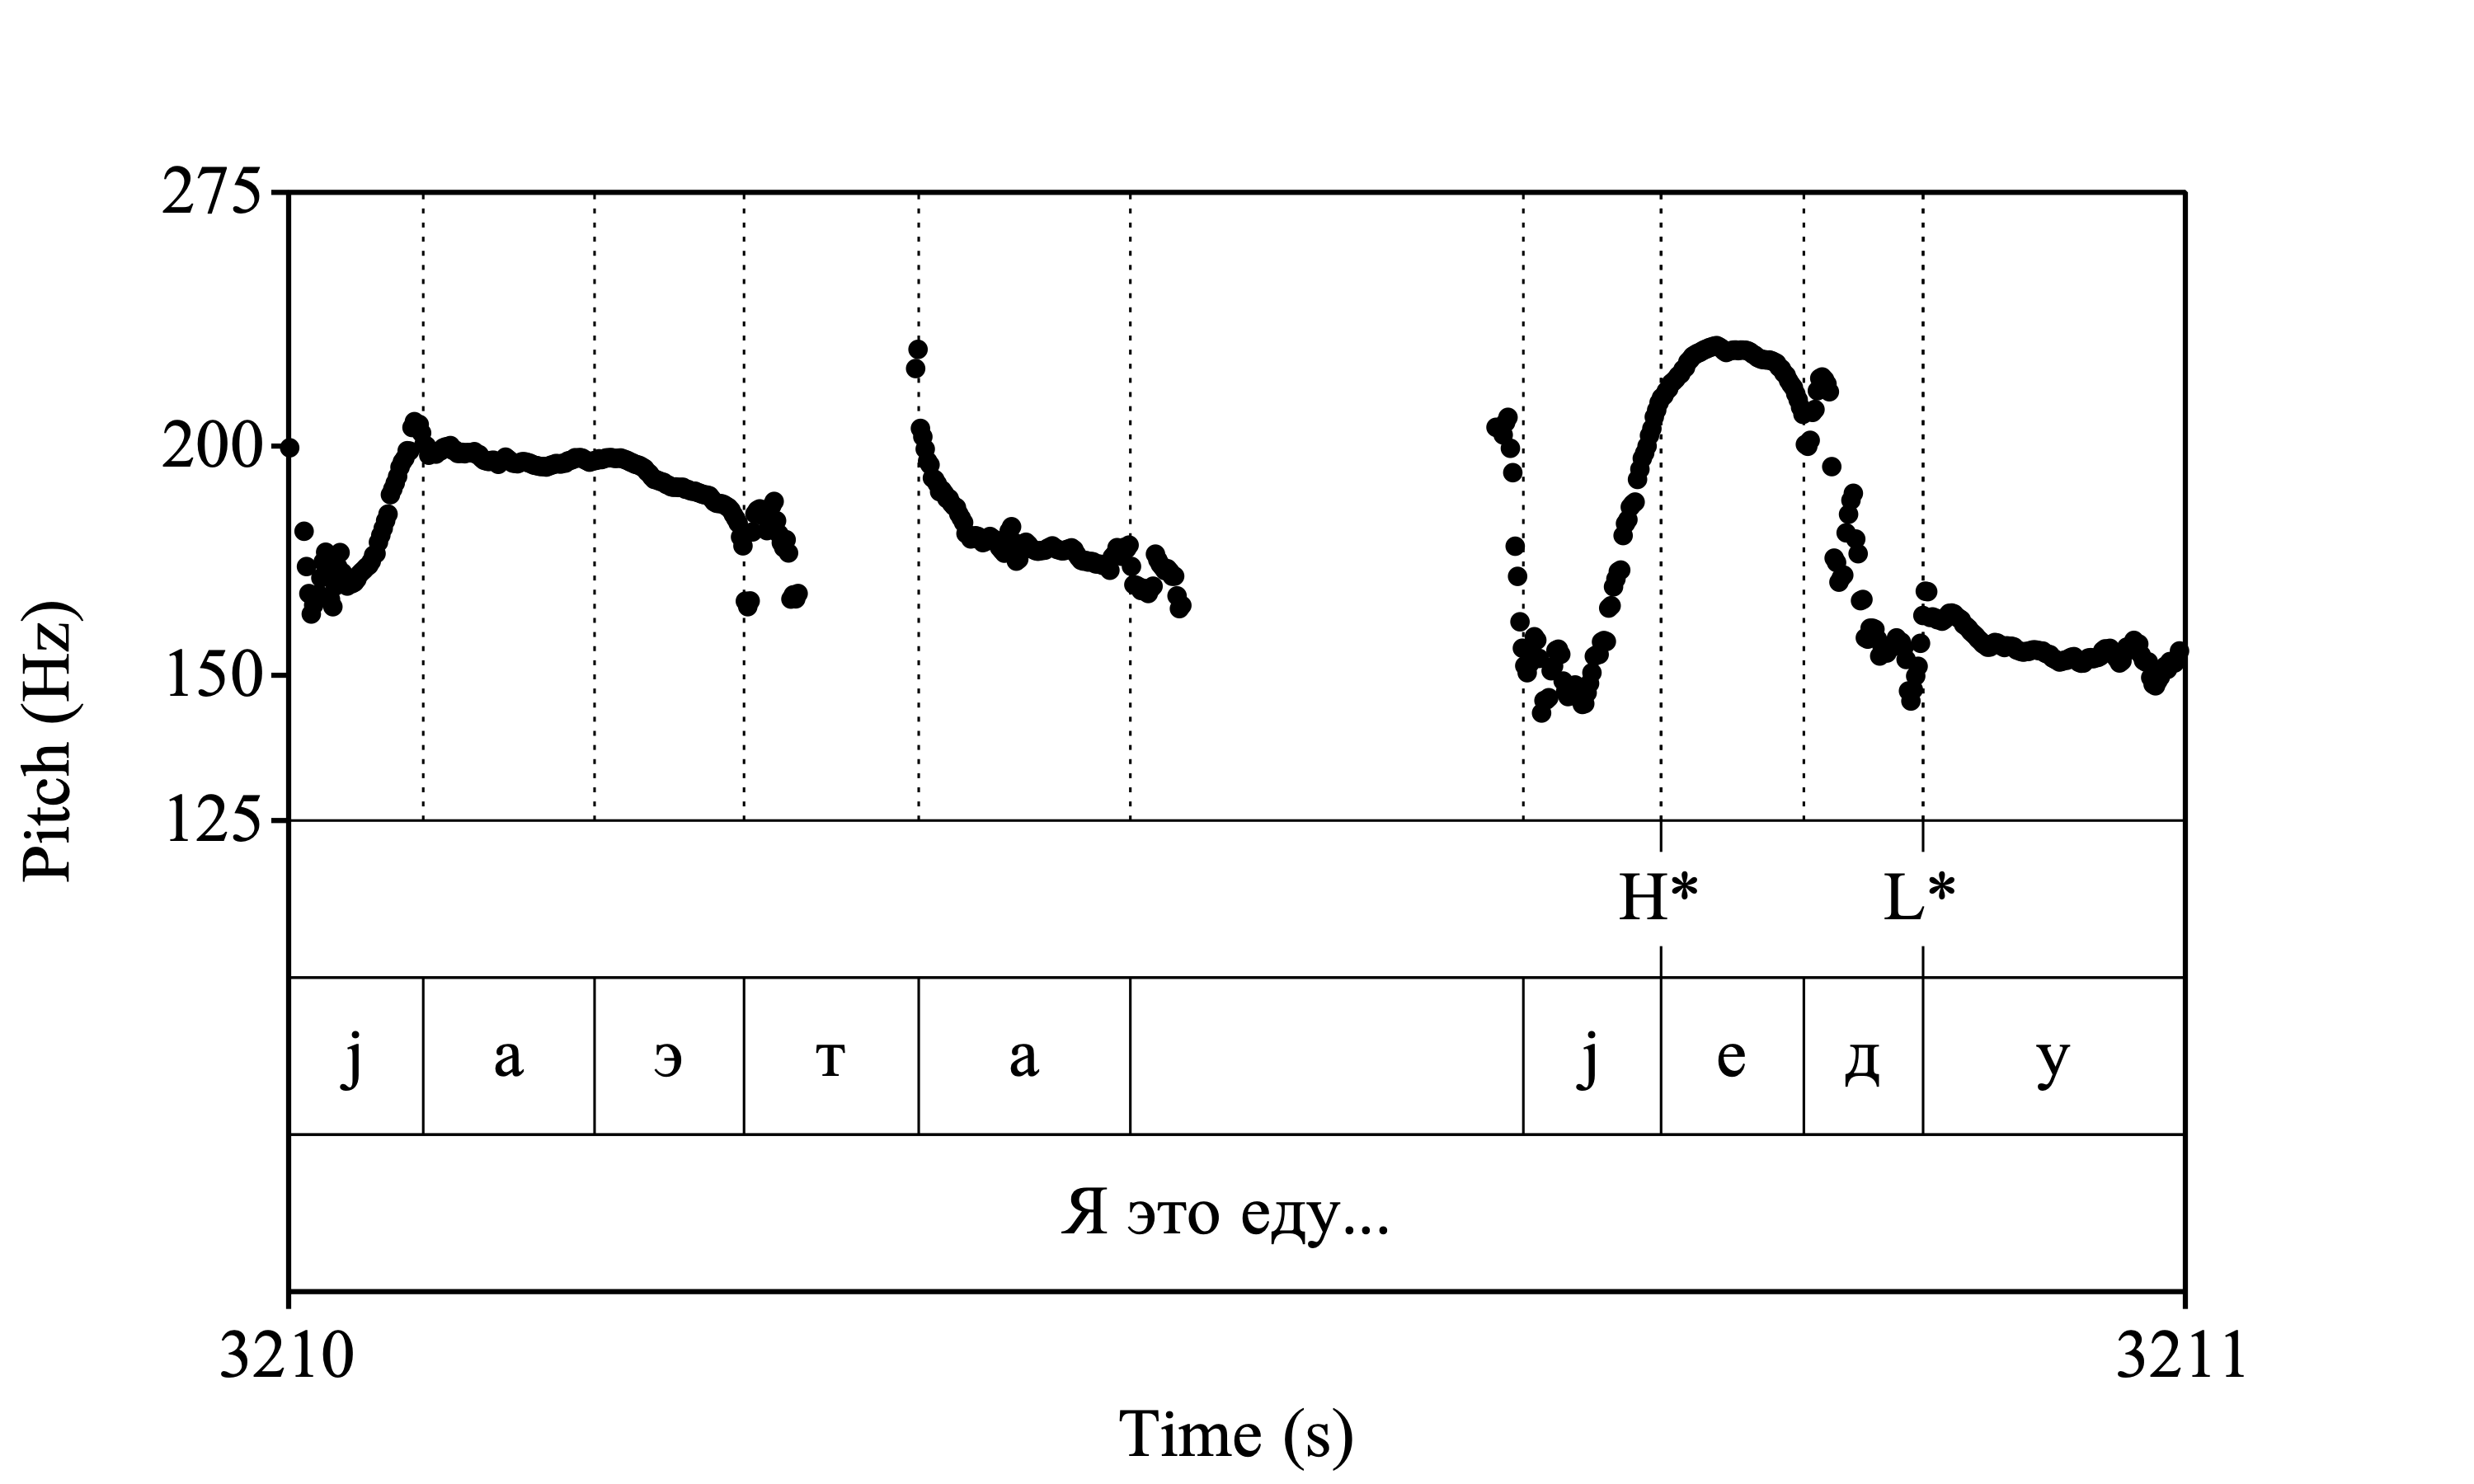 275
200
150
125
Pitch (Hz)
H* L*
j а э т а j е д у
Я это еду...
3210 3211
Time (s)